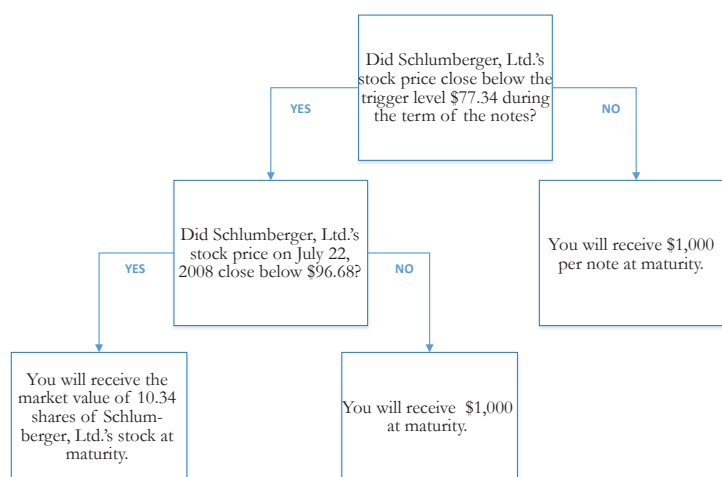 Did Schlumberger, Ltd.'s
stock price close below the
trigger level $77.34 during
the term of the notes?
YES
NO
Did Schlumberger, Ltd.'s
stock price on July 22,
2008 close below $96.68?
You will receive $1,000
per note at maturity.
YES
NO
You will receive the
market value of 10.34
shares of Schlum-
berger, Ltd.'s stock at
maturity.
You will receive $1,000
at maturity.